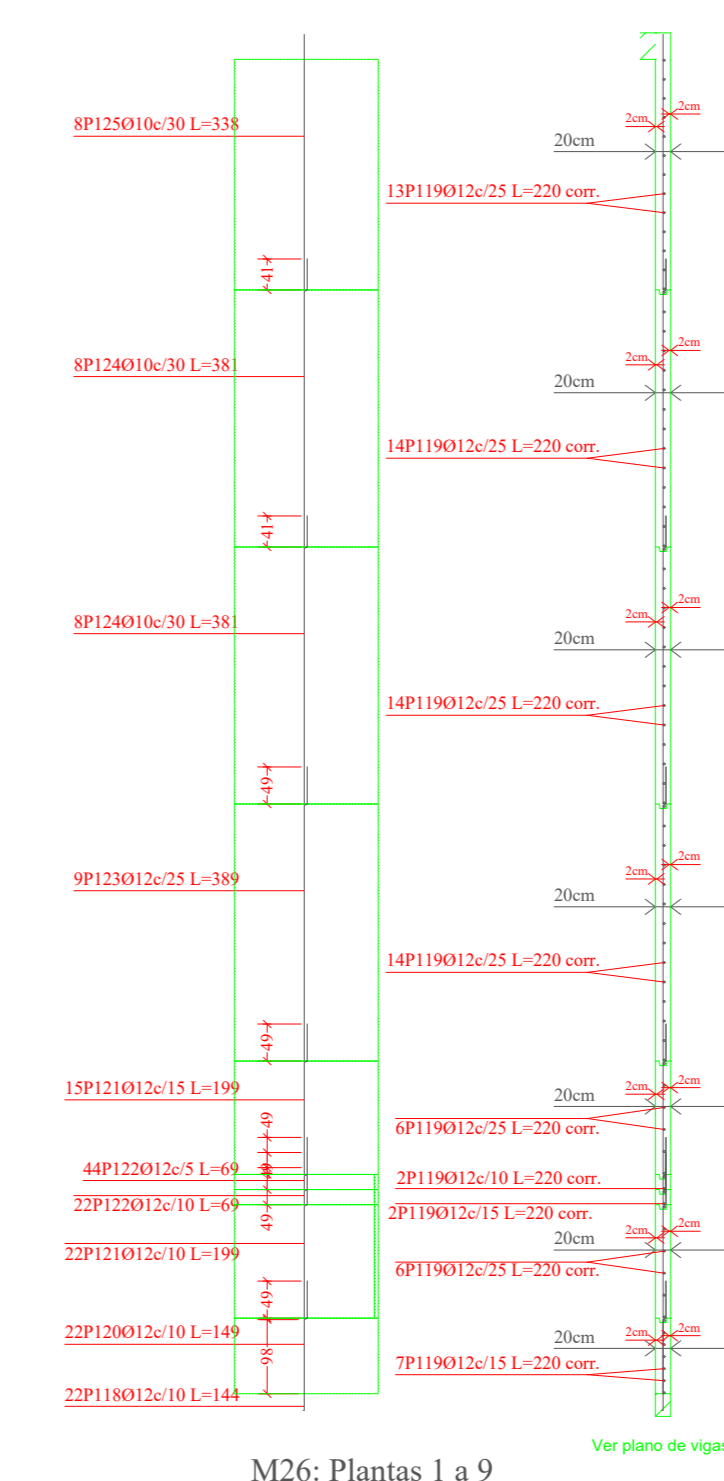 2cm
8P125Ø10c/30 L=338
2cm
20cm
13P119Ø12c/25 L=220 corr.
41
2cm
8P124Ø10c/30 L=381
2cm
20cm
14P119Ø12c/25 L=220 corr.
41
2cm
8P124Ø10c/30 L=381
2cm
20cm
14P119Ø12c/25 L=220 corr.
49
2cm
9P123Ø12c/25 L=389
2cm
20cm
14P119Ø12c/25 L=220 corr.
49
2cm
15P121Ø12c/15 L=199
2cm
20cm
6P119Ø12c/25 L=220 corr.
49
44P122Ø12c/5 L=69
2P119Ø12c/10 L=220 corr.
22P122Ø12c/10 L=69
2P119Ø12c/15 L=220 corr.
49
2cm
2cm
20cm
22P121Ø12c/10 L=199
6P119Ø12c/25 L=220 corr.
49
22P120Ø12c/10 L=149
2cm
2cm
20cm
98
7P119Ø12c/15 L=220 corr.
22P118Ø12c/10 L=144
Ver plano de vigas
M26: Plantas 1 a 9